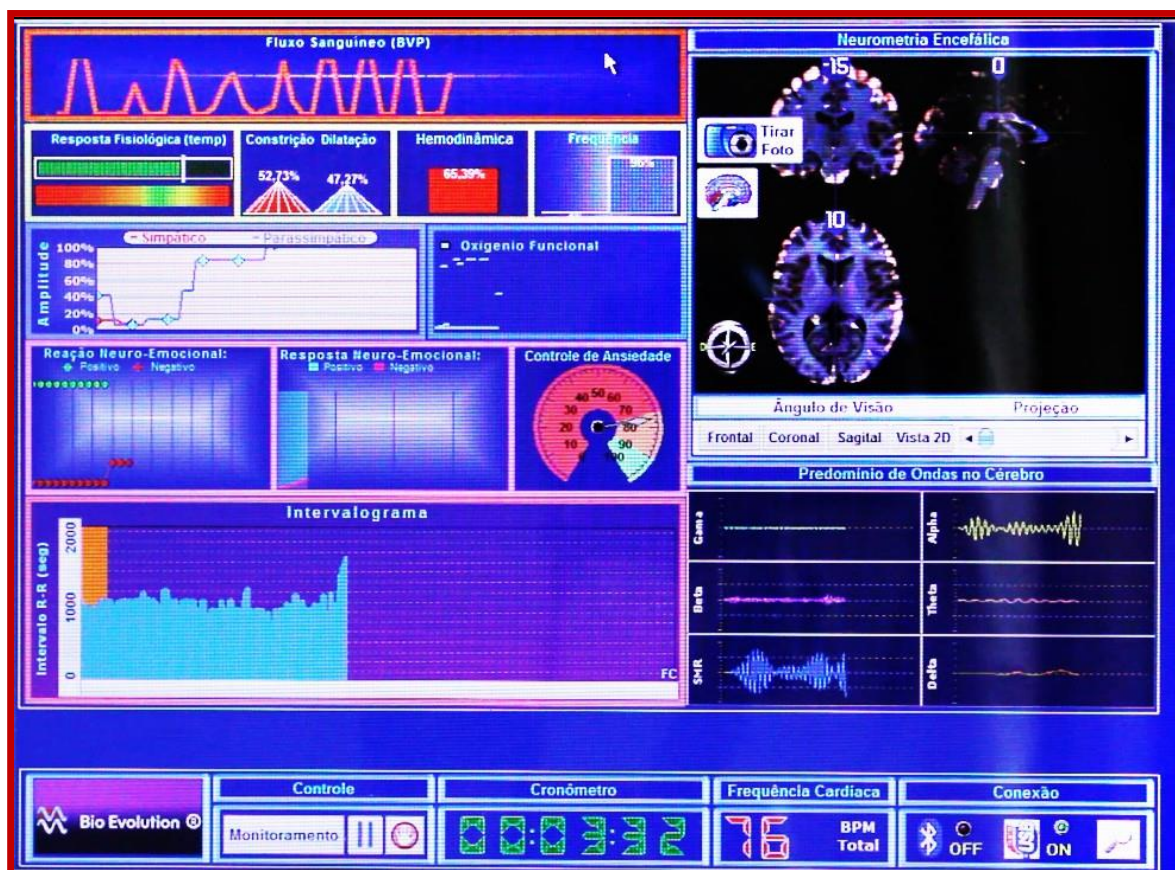 Fluxo Sanguíneo (BVP)
Resposta Fisiológica (temp)
Constrição Dilatação
52,73%
47,27%
Hemodinâmica
65,39%
Frequência
Amplitude
100%
80%
60%
40%
20%
0%
Simpático
Parassimpático
Oxigenio Funcional
Reação Neuro-Emocional:
Positivo Negativo
Resposta Neuro-Emocional:
Positivo Negativo
Controle de Ansiedade
0 10 20 30 40 50 60 70 80 90 100
Intervalograma
Intervalo R-R (seg)
2000
1000
0
FC
Neurometria Encefálica
-15
0
Tirar
Foto
10
D
E
Ângulo de Visão
Projeção
Frontal Coronal Sagital Vista 2D
Predomínio de Ondas no Cérebro
Gama
Alpha
Beta
Theta
SMR
Delta
Bio Evolution ®
Controle
Monitoramento
Cronômetro
00:03:32
Frequência Cardíaca
76
BPM
Total
Conexão
OFF
ON